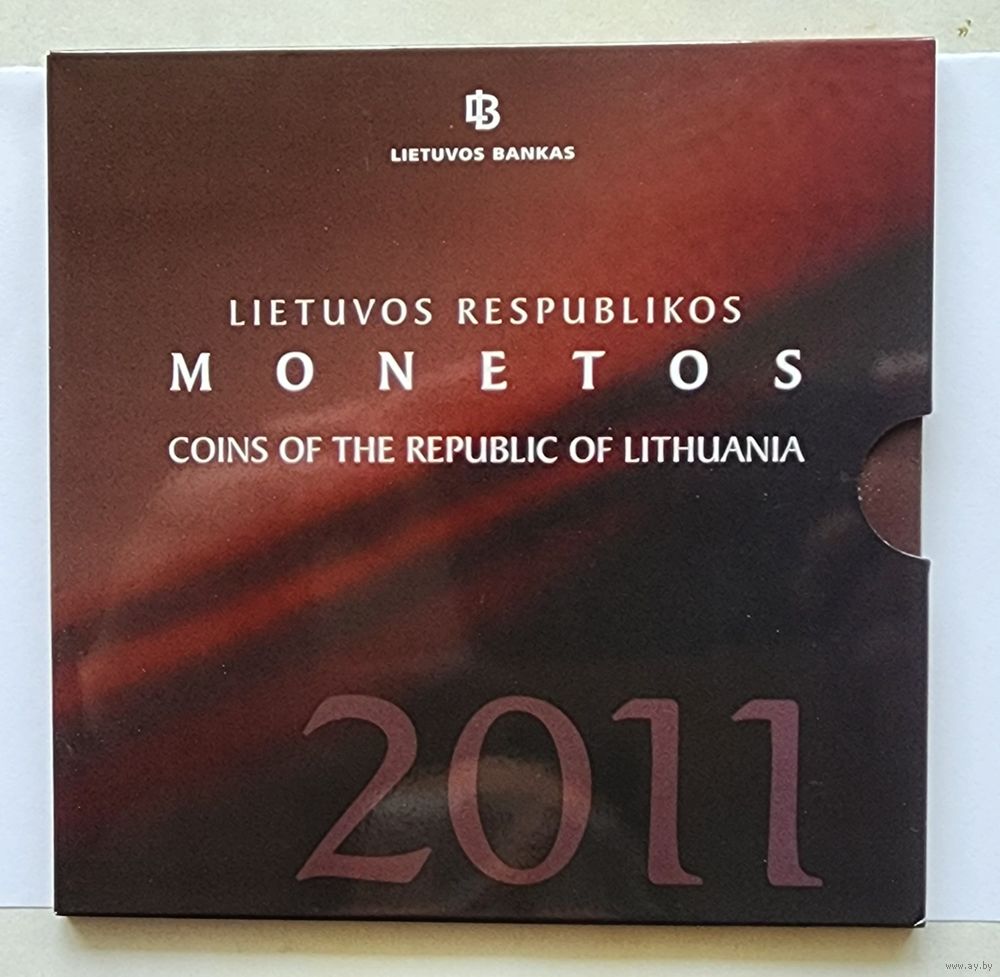 LB
LIETUVOS BANKAS
LIETUVOS RESPUBLIKOS
MONETOS
COINS OF THE REPUBLIC OF LITHUANIA
2011
www.ay.by